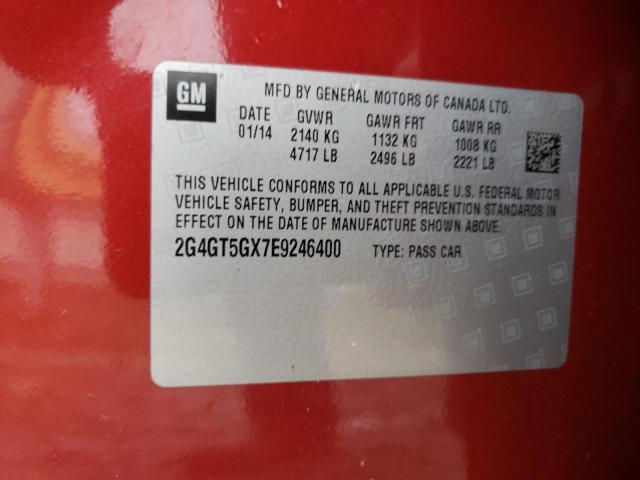 GM
MFD BY GENERAL MOTORS OF CANADA LTD.
DATE GVWR GAWR FRT GAWR RR
01/14 2140 KG 1132 KG 1008 KG
4717 LB 2496 LB 2221 LB
THIS VEHICLE CONFORMS TO ALL APPLICABLE U.S. FEDERAL MOTOR
VEHICLE SAFETY, BUMPER, AND THEFT PREVENTION STANDARDS IN
EFFECT ON THE DATE OF MANUFACTURE SHOWN ABOVE.
2G4GT5GX7E9246400 TYPE: PASS CAR